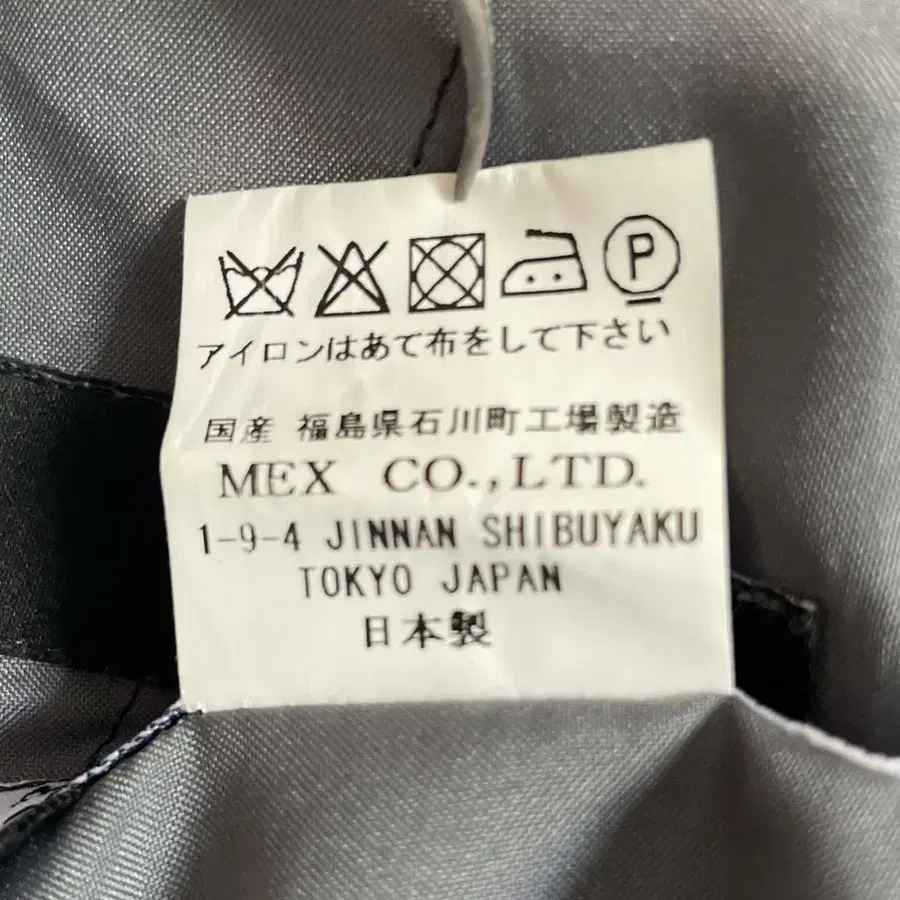 P
アイロンはあて布をして下さい
国産 福島県石川町工場製造
MEX CO.,LTD.
1-9-4 JINNAN SHIBUYAKU
TOKYO JAPAN
日本製